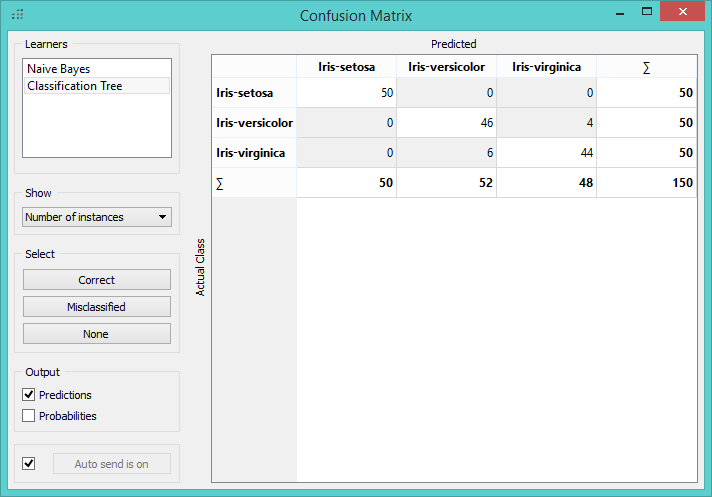 Confusion Matrix
Learners
Naive Bayes
Classification Tree
Show
Number of instances
Select
Correct
Misclassified
None
Output
Predictions
Probabilities
Auto send is on
Predicted
Iris-setosa Iris-versicolor Iris-virginica ∑
Iris-setosa 50 0 0 50
Iris-versicolor 0 46 4 50
Iris-virginica 0 6 44 50
∑ 50 52 48 150
Actual Class